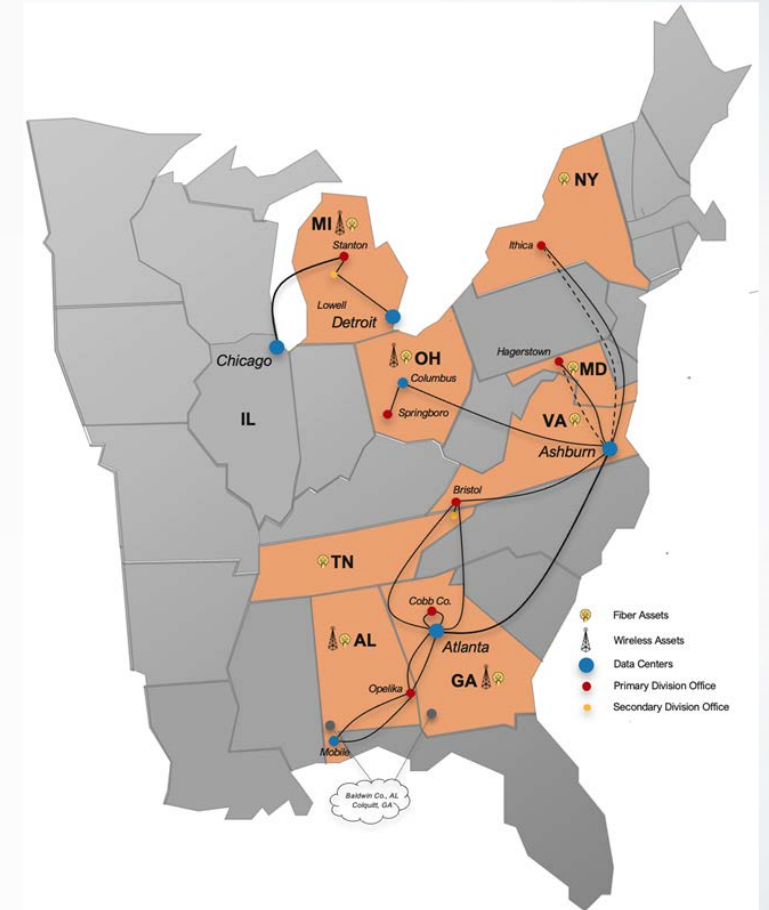 NY
MI
Stanton
Ithica
Lowell
Detroit
Hagerstown
Chicago
OH
MD
Columbus
IL
Springboro
VA
Ashburn
Bristol
TN
Cobb Co.
Fiber Assets
AL
Atlanta
Wireless Assets
GA
Data Centers
Opelika
Primary Division Office
Secondary Division Office
Mobile
Baldwin Co., AL
Colquitt, GA